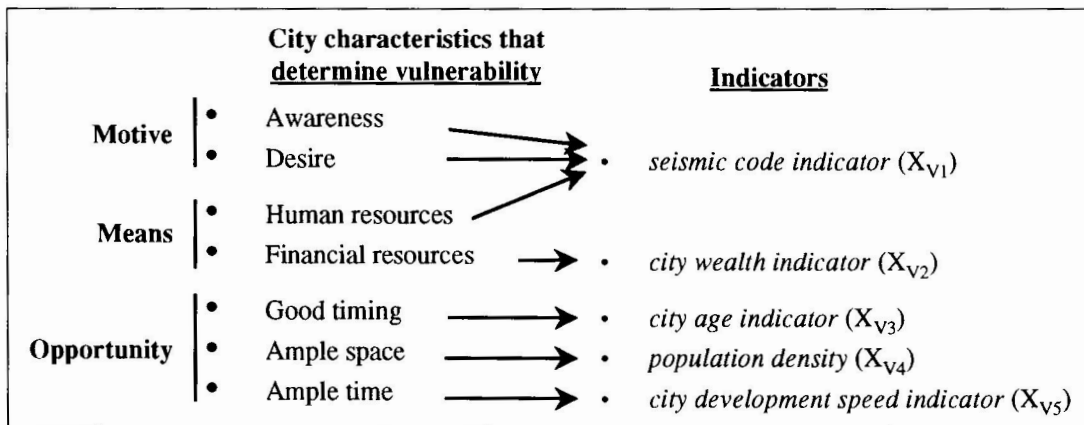 City characteristics that
determine vulnerability
Indicators
Motive
• Awareness
• Desire
• seismic code indicator (XV1)
Means
• Human resources
• Financial resources
• city wealth indicator (XV2)
Opportunity
• Good timing
• city age indicator (XV3)
• Ample space
• population density (XV4)
• Ample time
• city development speed indicator (XV5)